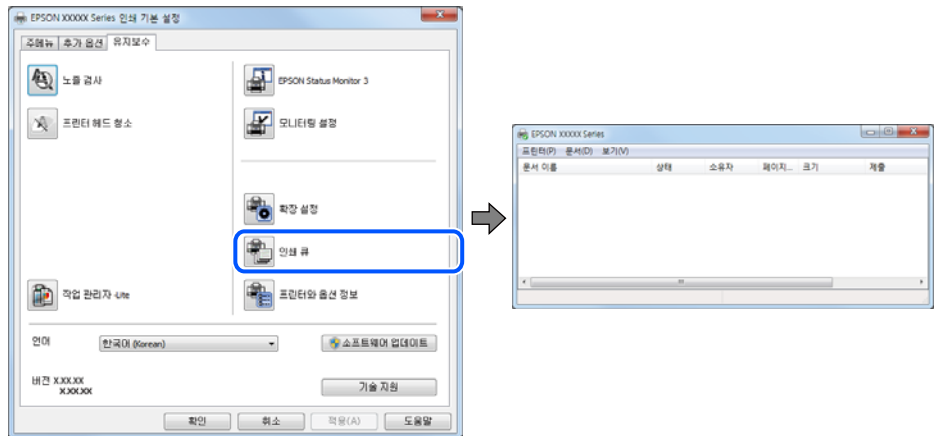 EPSON XXXXX Series 인쇄 기본 설정
주메뉴 추가 옵션 유지보수
노즐 검사
EPSON Status Monitor 3
프린터 헤드 청소
모니터링 설정
확장 설정
인쇄 큐
작업 관리자 Lite
프린터와 옵션 정보
언어 한국어 (Korean) 소프트웨어 업데이트
버전 X.XX.XX
X.XX.XX
기술 지원
확인 취소 적용(A) 도움말
EPSON XXXXX Series
프린터(P) 문서(D) 보기(V)
문서 이름 상태 소유자 페이지... 크기 제출